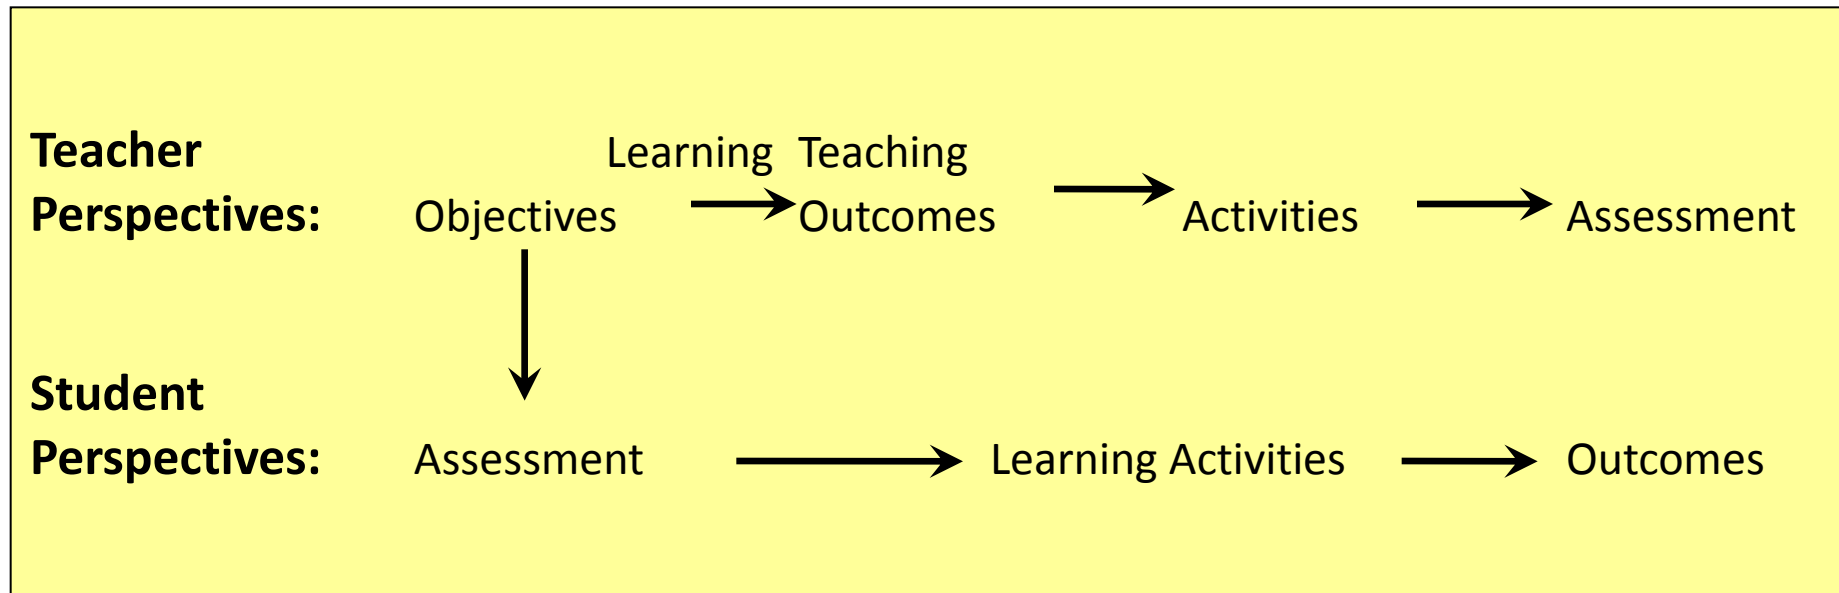 Teacher Learning Teaching
Perspectives: Objectives Outcomes Activities Assessment
Student
Perspectives: Assessment Learning Activities Outcomes